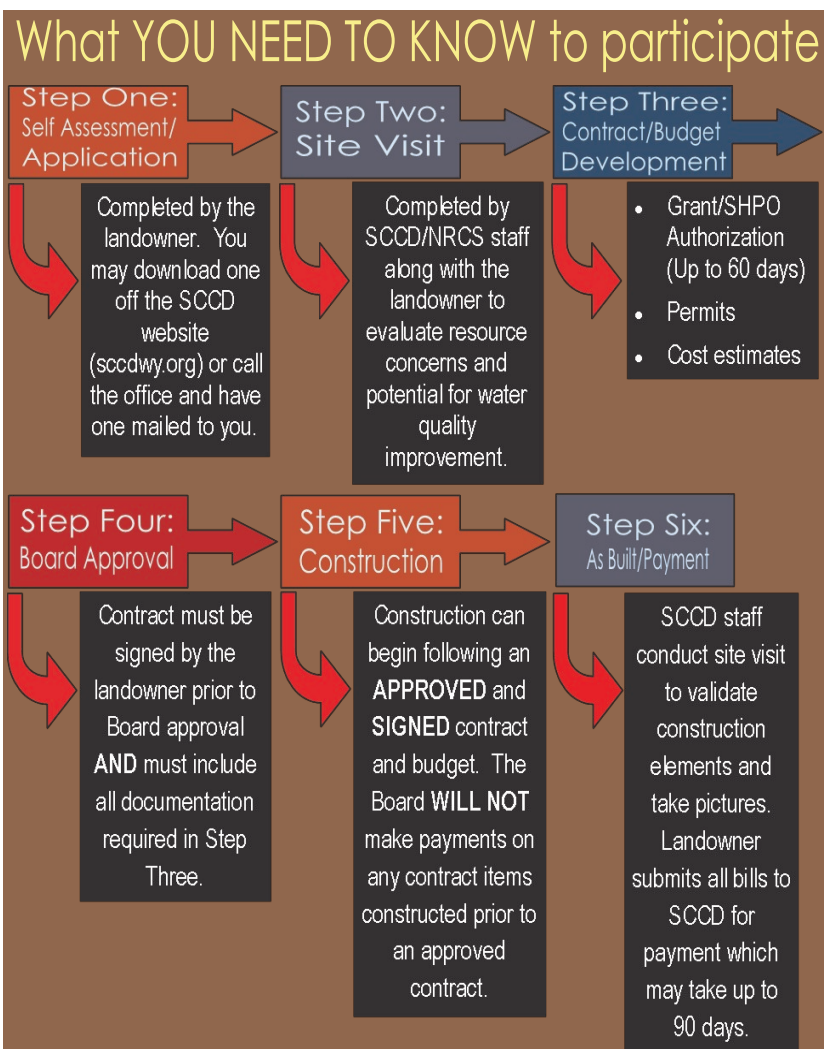 What YOU NEED TO KNOW to participate
Step One:
Self Assessment/
Application
Completed by the
landowner. You
may download one
off the SCCD
website
(sccdwy.org) or call
the office and have
one mailed to you.
Step Two:
Site Visit
Completed by
SCCD/NRCS staff
along with the
landowner to
evaluate resource
concerns and
potential for water
quality
improvement.
Step Three:
Contract/Budget
Development
• Grant/SHPO
Authorization
(Up to 60 days)
• Permits
• Cost estimates
Step Four:
Board Approval
Contract must be
signed by the
landowner prior to
Board approval
AND must include
all documentation
required in Step
Three.
Step Five:
Construction
Construction can
begin following an
APPROVED and
SIGNED contract
and budget. The
Board WILL NOT
make payments on
any contract items
constructed prior to
an approved
contract.
Step Six:
As Built/Payment
SCCD staff
conduct site visit
to validate
construction
elements and
take pictures.
Landowner
submits all bills to
SCCD for
payment which
may take up to
90 days.